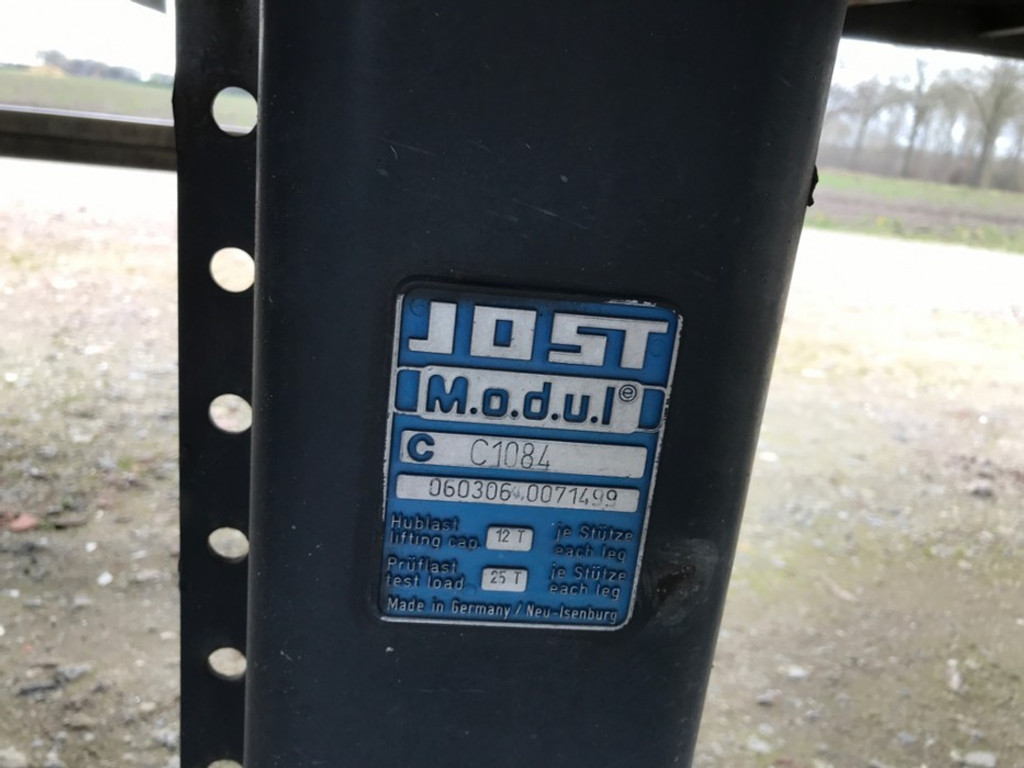 JOST
M.o.d.u.l®
C C1084
060306 0071499
Hublast 12 T je Stütze
lifting cap. each leg
Prüflast 25 T je Stütze
test load each leg
Made in Germany / Neu-Isenburg